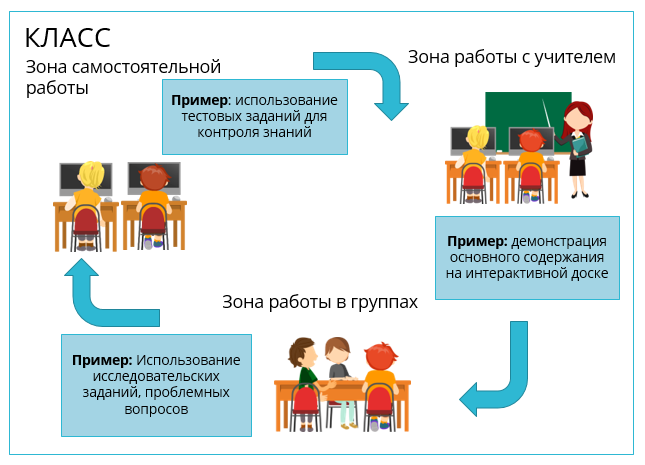 КЛАСС
Зона самостоятельной
работы
Пример: использование
тестовых заданий для
контроля знаний
Зона работы с учителем
Пример: демонстрация
основного содержания
на интерактивной доске
Зона работы в группах
Пример: Использование
исследовательских
заданий, проблемных
вопросов